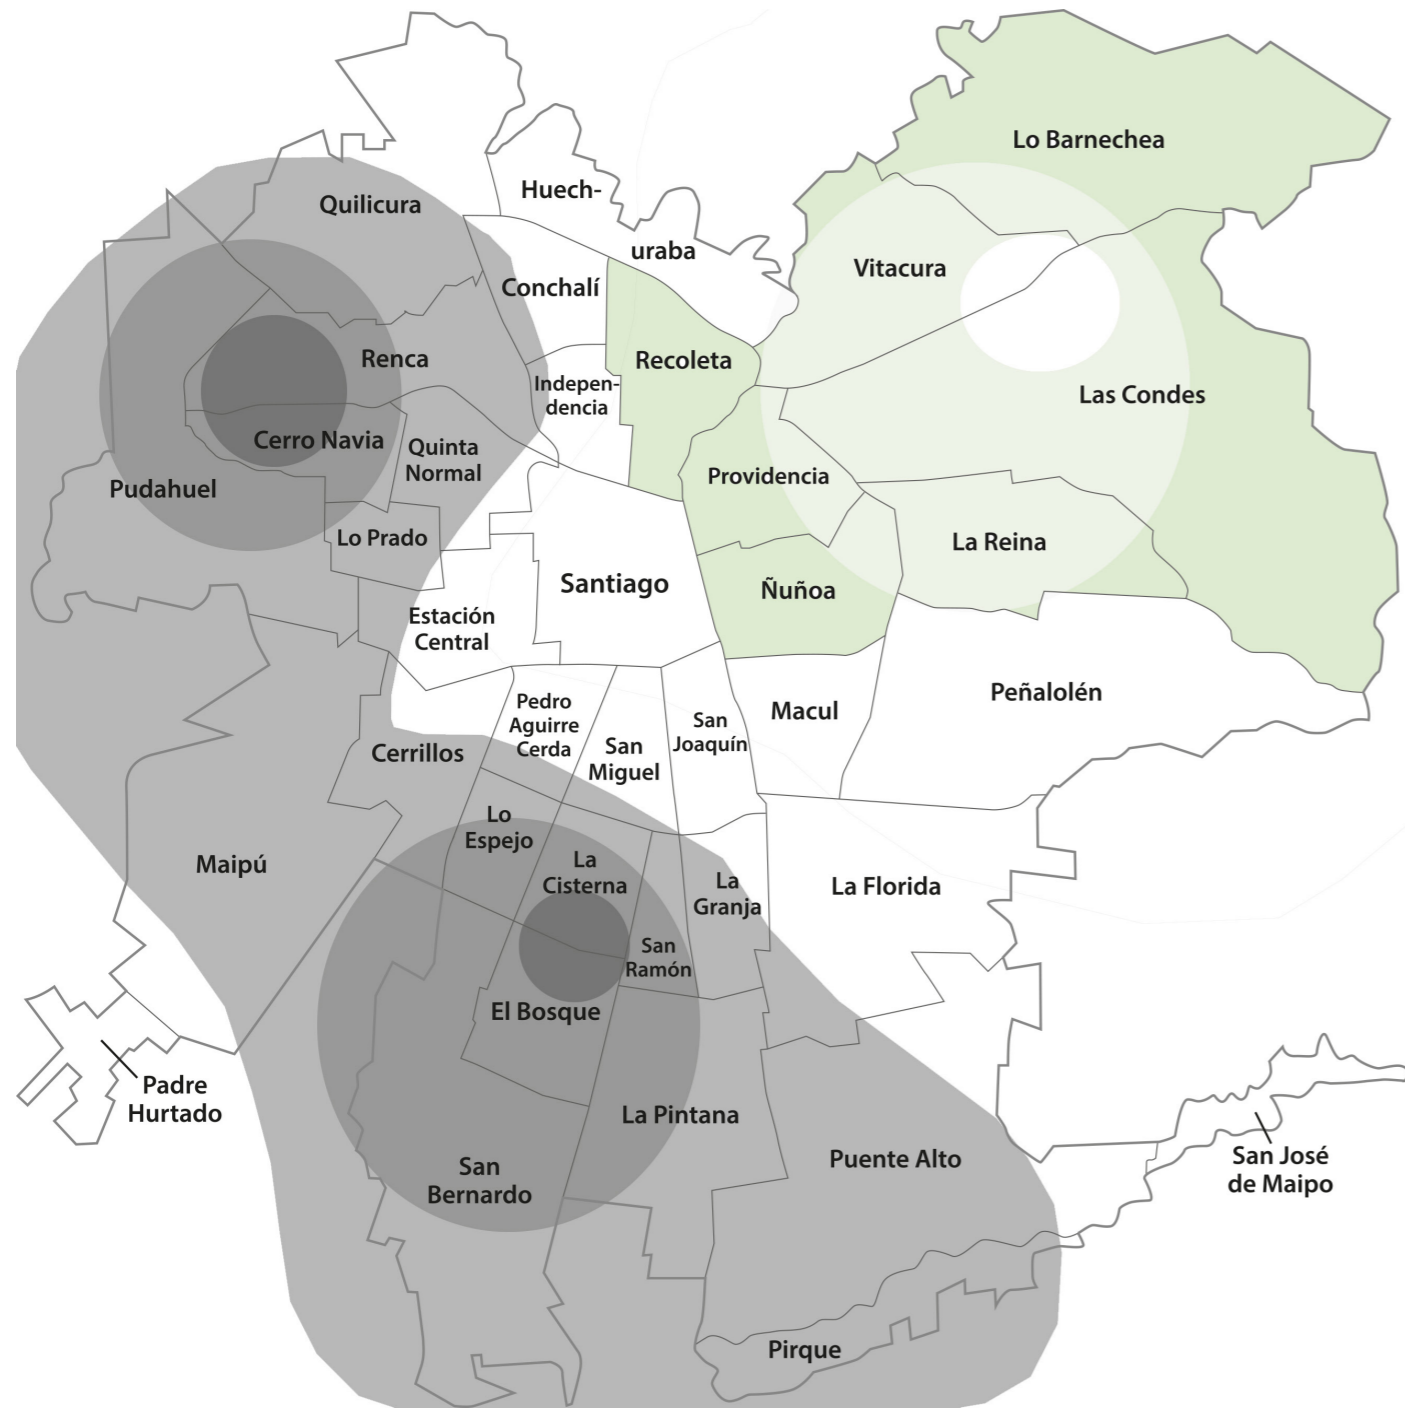 Lo Barnechea
Huech-
uraba
Quilicura
Vitacura
Conchalí
Recoleta
Renca
Indepen-
dencia
Las Condes
Cerro Navia
Quinta
Normal
Providencia
Pudahuel
Lo Prado
La Reina
Santiago
Ñuñoa
Estación
Central
Peñalolén
Pedro
Aguirre
Cerda
San
Joaquín
Macul
Cerrillos
San
Miguel
Lo
Espejo
Maipú
La
Cisterna
La
Granja
La Florida
San
Ramón
El Bosque
Padre
Hurtado
La Pintana
Puente Alto
San José
de Maipo
San
Bernardo
Pirque